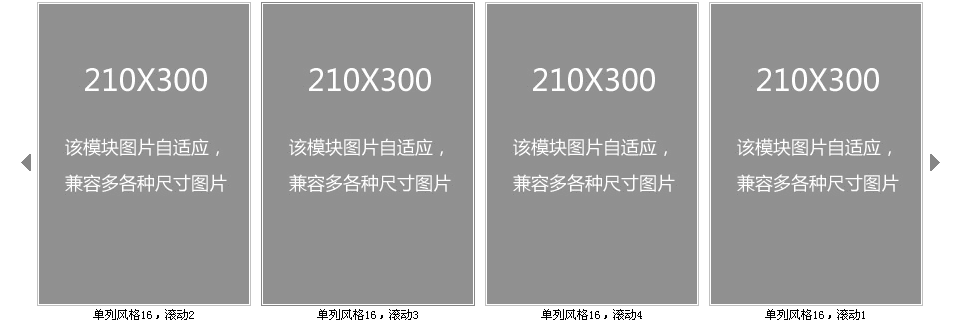 210X300
该模块图片自适应，
兼容多各种尺寸图片
单列风格16，滚动2
210X300
该模块图片自适应，
兼容多各种尺寸图片
单列风格16，滚动3
210X300
该模块图片自适应，
兼容多各种尺寸图片
单列风格16，滚动4
210X300
该模块图片自适应，
兼容多各种尺寸图片
单列风格16，滚动1